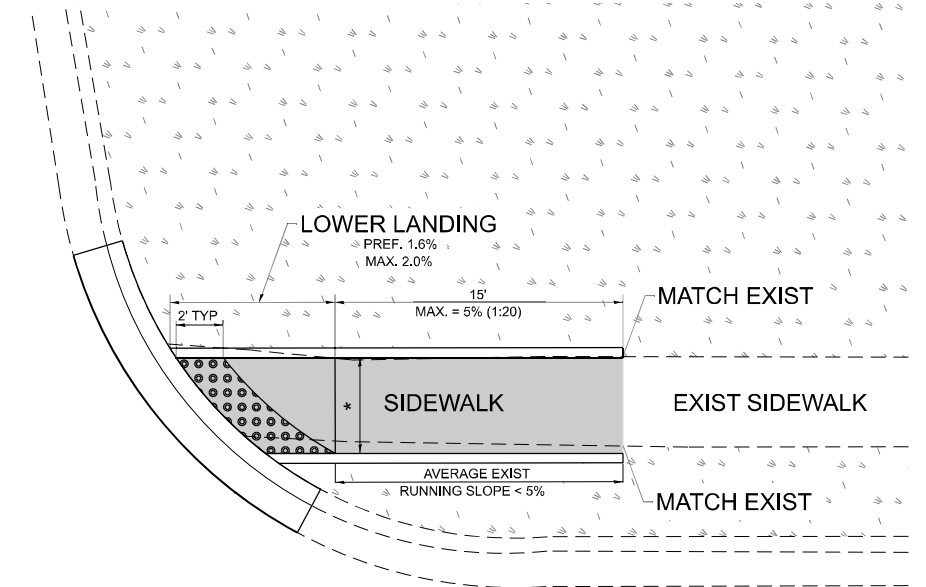 LOWER LANDING
PREF. 1.6%
MAX. 2.0%
15'
MAX. = 5% (1:20)
MATCH EXIST
2' TYP
*
SIDEWALK
EXIST SIDEWALK
AVERAGE EXIST
RUNNING SLOPE < 5%
MATCH EXIST